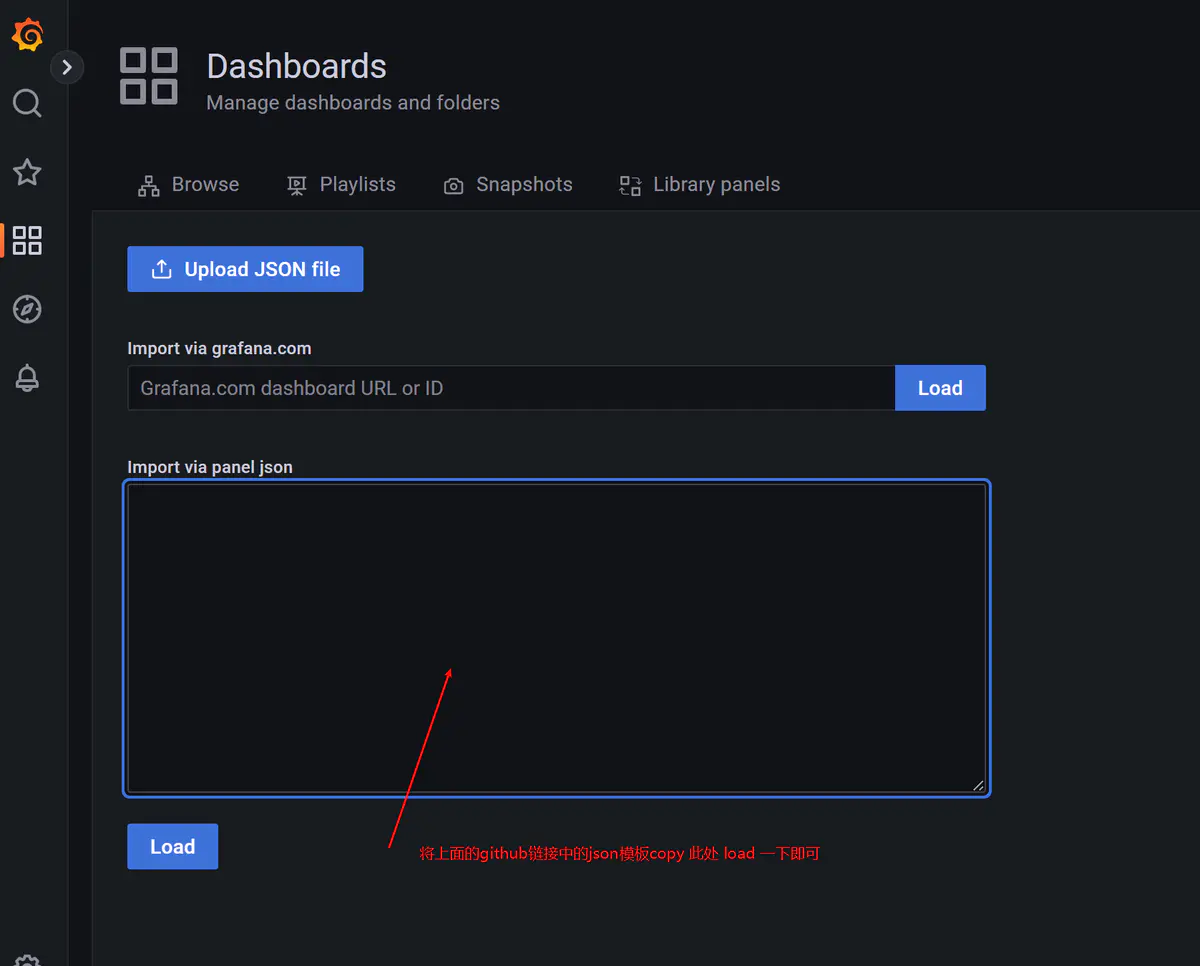 Dashboards
Manage dashboards and folders
Browse
Playlists
Snapshots
Library panels
Upload JSON file
Import via grafana.com
Grafana.com dashboard URL or ID
Load
Import via panel json
Load
将上面的github链接中的json模板copy 此处 load 一下即可